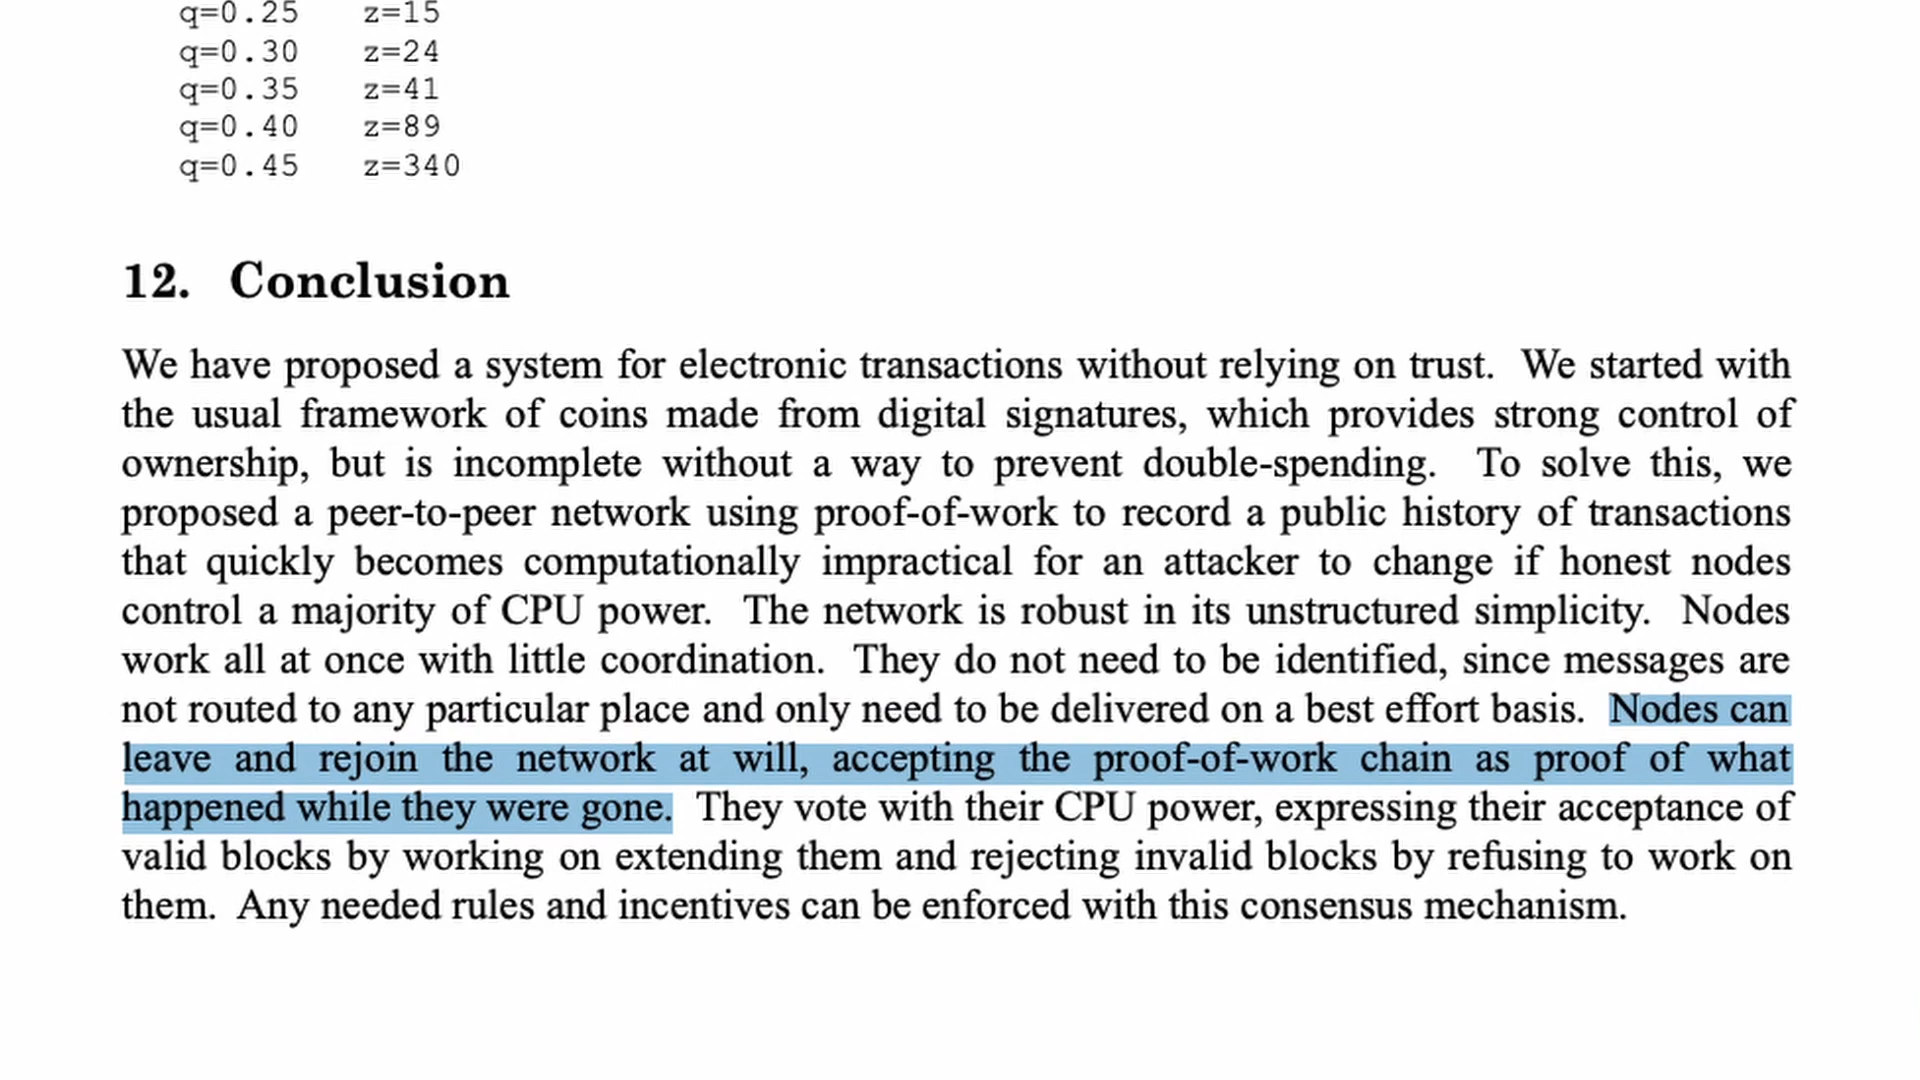 q=0.25 z=15
q=0.30 z=24
q=0.35 z=41
q=0.40 z=89
q=0.45 z=340
12. Conclusion
We have proposed a system for electronic transactions without relying on trust. We started with
the usual framework of coins made from digital signatures, which provides strong control of
ownership, but is incomplete without a way to prevent double-spending. To solve this, we
proposed a peer-to-peer network using proof-of-work to record a public history of transactions
that quickly becomes computationally impractical for an attacker to change if honest nodes
control a majority of CPU power. The network is robust in its unstructured simplicity. Nodes
work all at once with little coordination. They do not need to be identified, since messages are
not routed to any particular place and only need to be delivered on a best effort basis. Nodes can
leave and rejoin the network at will, accepting the proof-of-work chain as proof of what
happened while they were gone. They vote with their CPU power, expressing their acceptance of
valid blocks by working on extending them and rejecting invalid blocks by refusing to work on
them. Any needed rules and incentives can be enforced with this consensus mechanism.